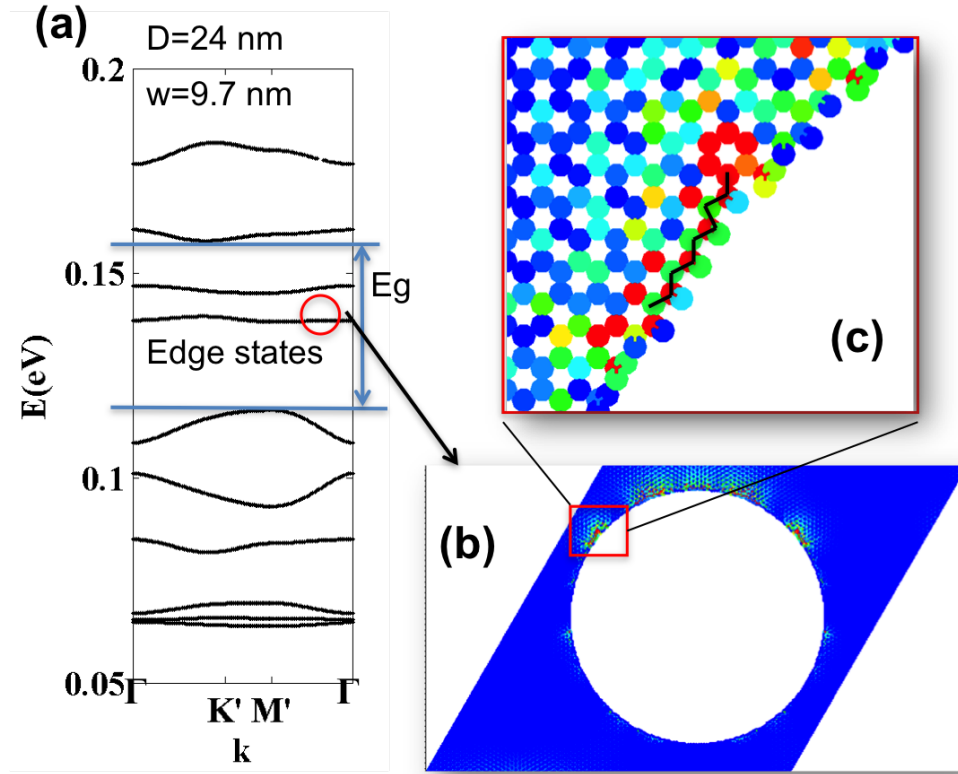 (a)
D=24 nm
w=9.7 nm
0.2
0.15
0.1
0.05
E(eV)
Eg
Edge states
Γ K' M' Γ
k
(c)
(b)